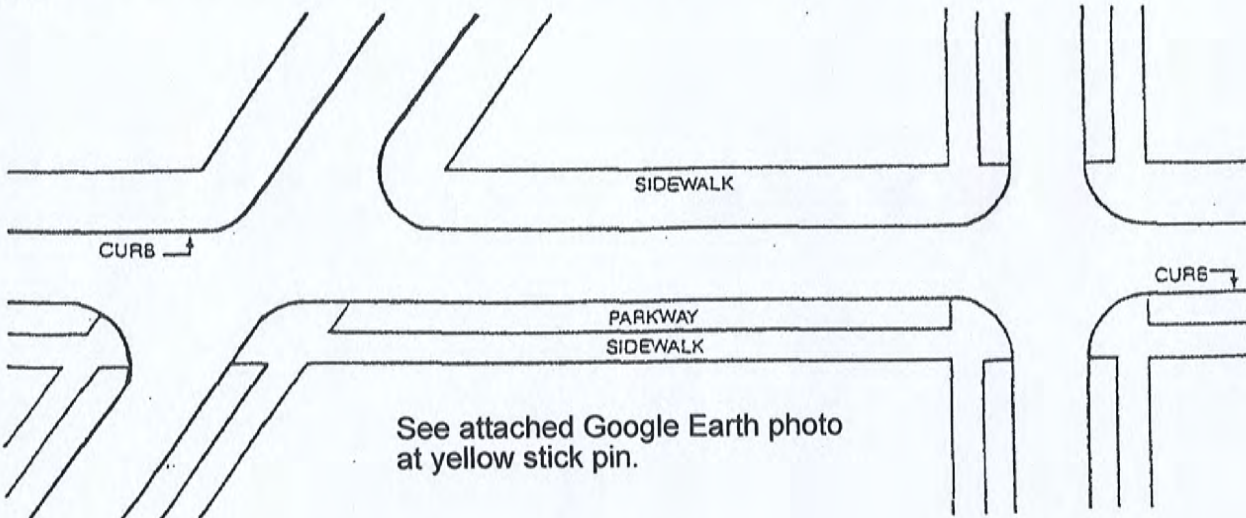 SIDEWALK
CURB
CURB
PARKWAY
SIDEWALK
See attached Google Earth photo
at yellow stick pin.